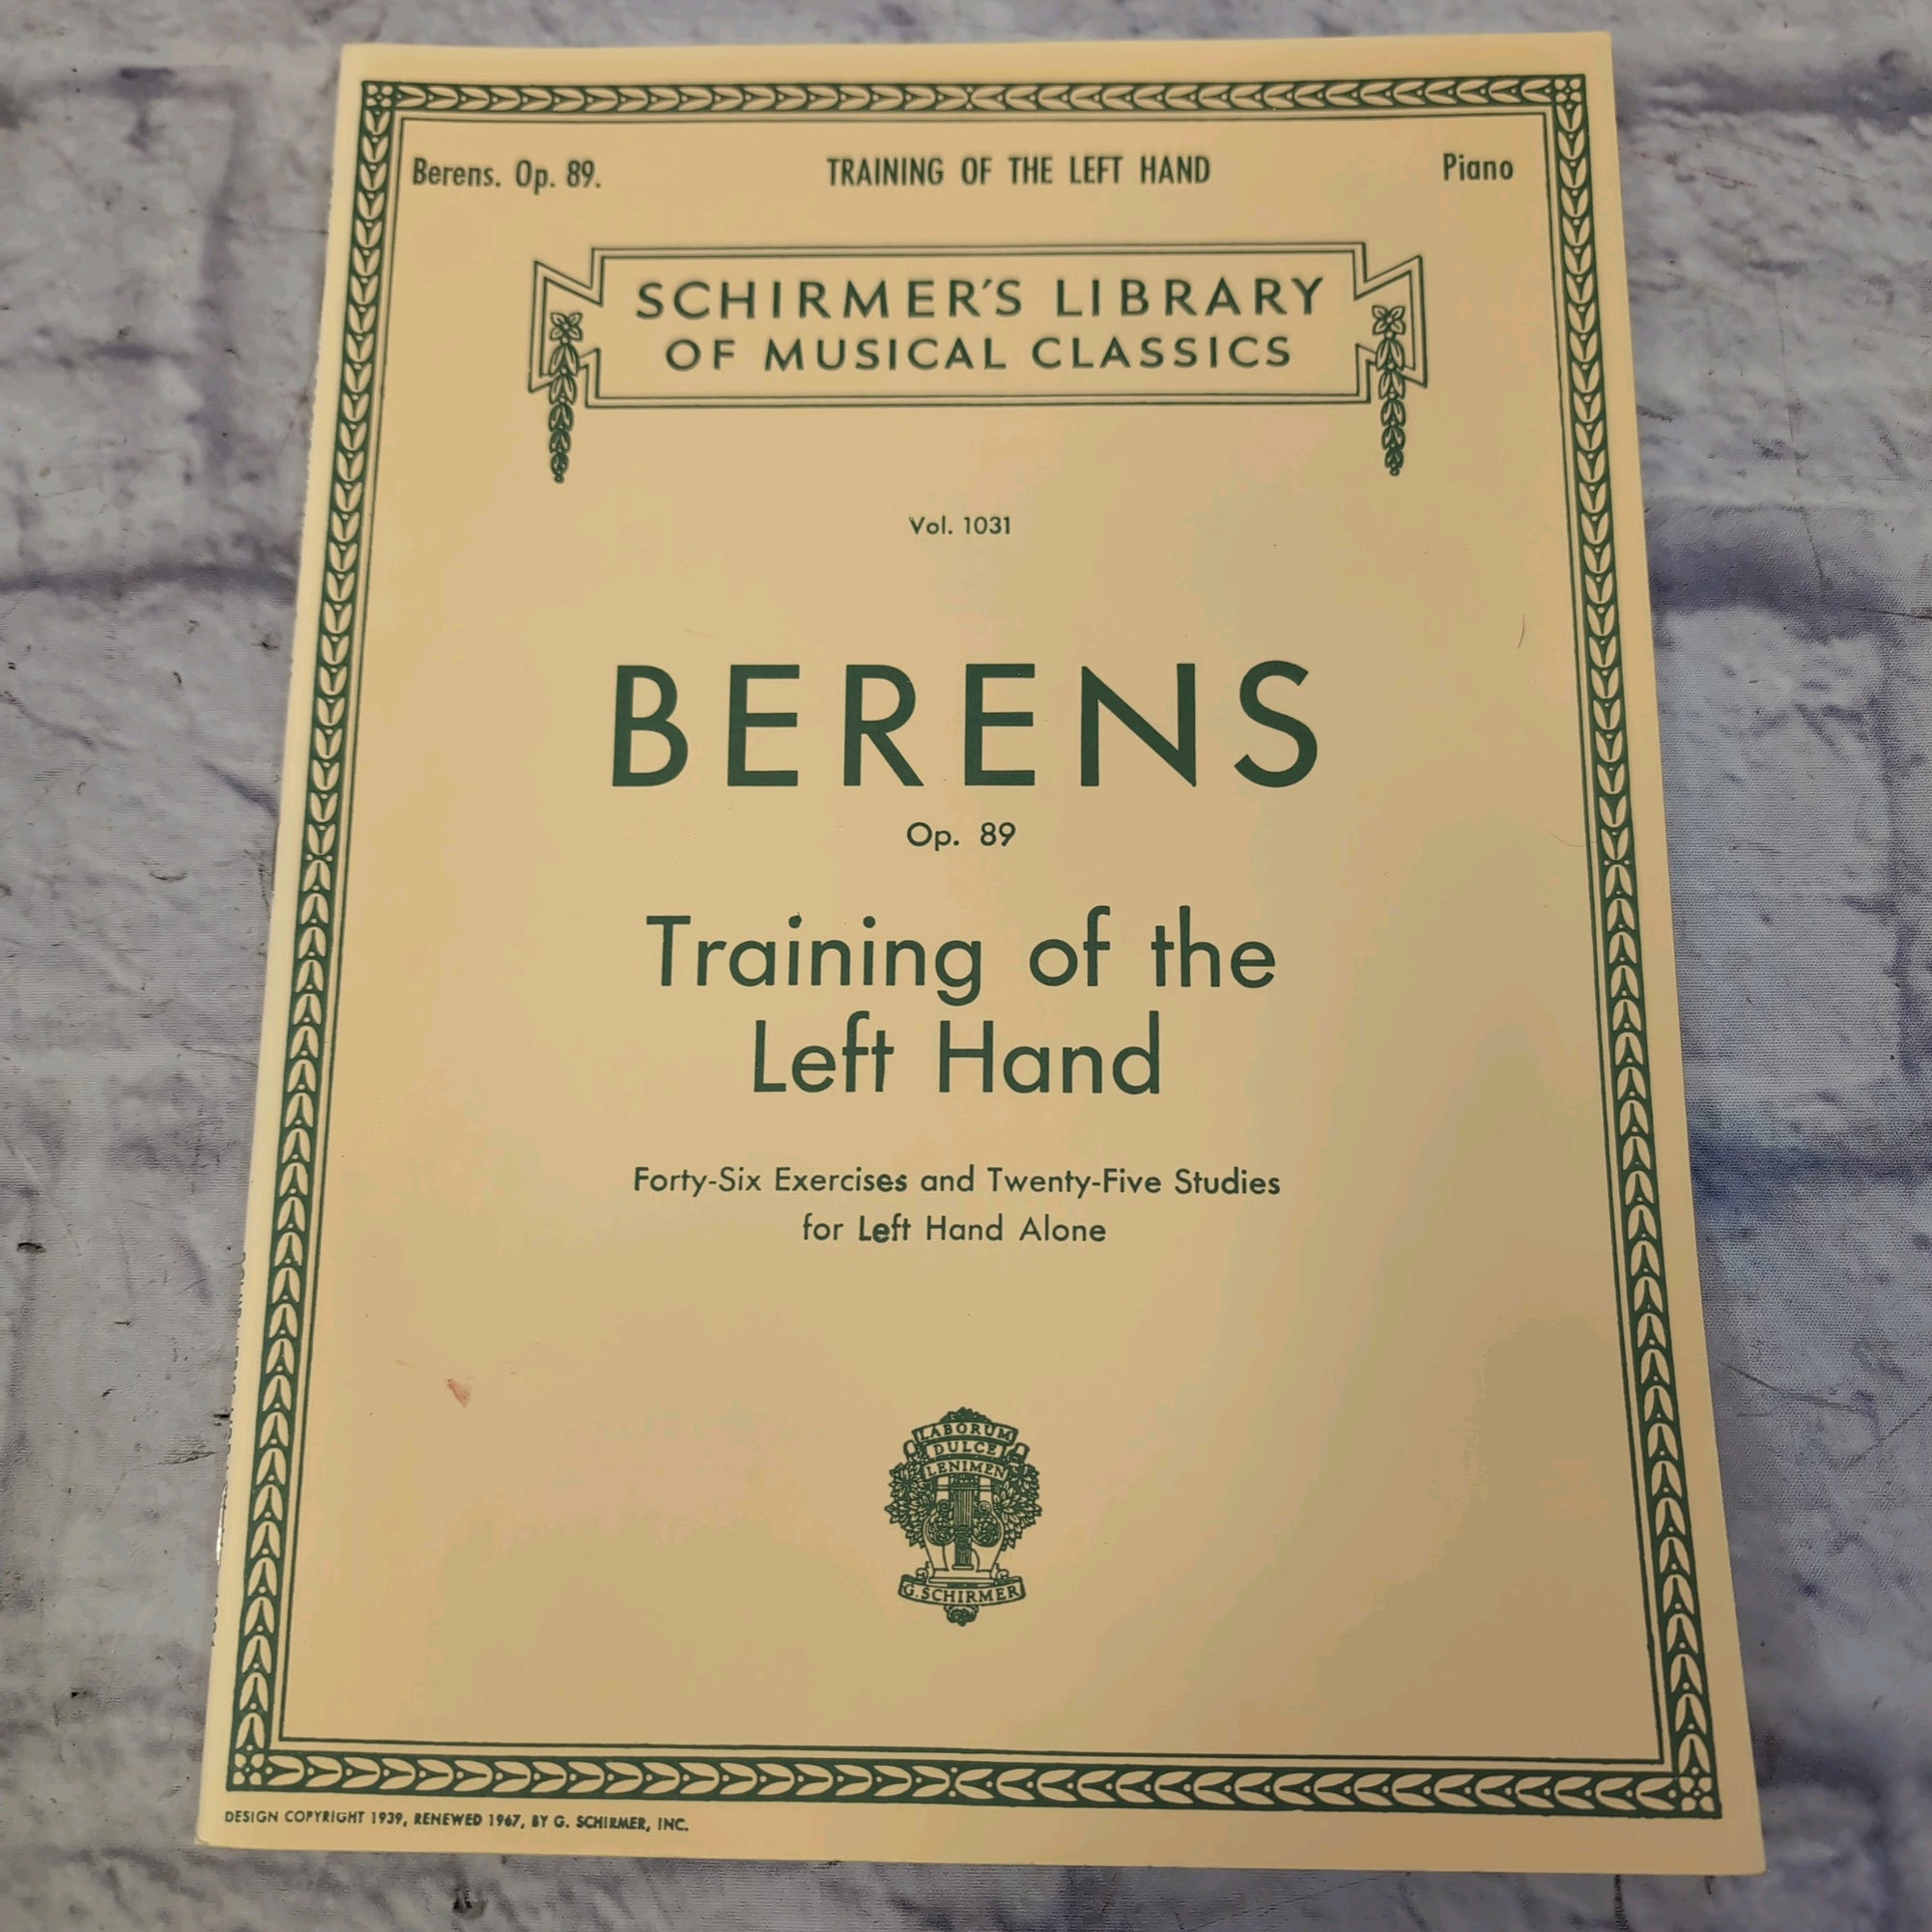 Berens. Op. 89.
TRAINING OF THE LEFT HAND
Piano
SCHIRMER'S LIBRARY
OF MUSICAL CLASSICS
Vol. 1031
BERENS
Op. 89
Training of the
Left Hand
Forty-Six Exercises and Twenty-Five Studies
for Left Hand Alone
LABORUM
DULCE
LENIMEN
G. SCHIRMER
DESIGN COPYRIGHT 1939, RENEWED 1967, BY G. SCHIRMER, INC.